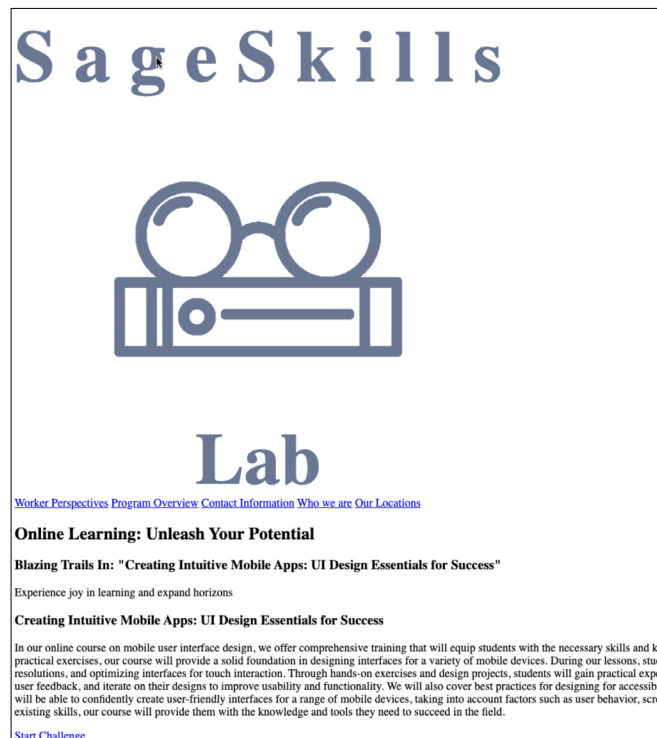 SageSkills
Lab
Worker Perspectives Program Overview Contact Information Who we are Our Locations
Online Learning: Unleash Your Potential
Blazing Trails In: "Creating Intuitive Mobile Apps: UI Design Essentials for Success"
Experience joy in learning and expand horizons
Creating Intuitive Mobile Apps: UI Design Essentials for Success
In our online course on mobile user interface design, we offer comprehensive training that will equip students with the necessary skills and
practical exercises, our course will provide a solid foundation in designing interfaces for a variety of mobile devices. During our lessons,
resolutions, and optimizing interfaces for touch interaction. Through hands-on exercises and design projects, students will gain practical
user feedback, and iterate on their designs to improve usability and functionality. We will also cover best practices for designing for
will be able to confidently create user-friendly interfaces for a range of mobile devices, taking into account factors such as user behavior,
existing skills, our course will provide them with the knowledge and tools they need to succeed in the field.
Start Challenge